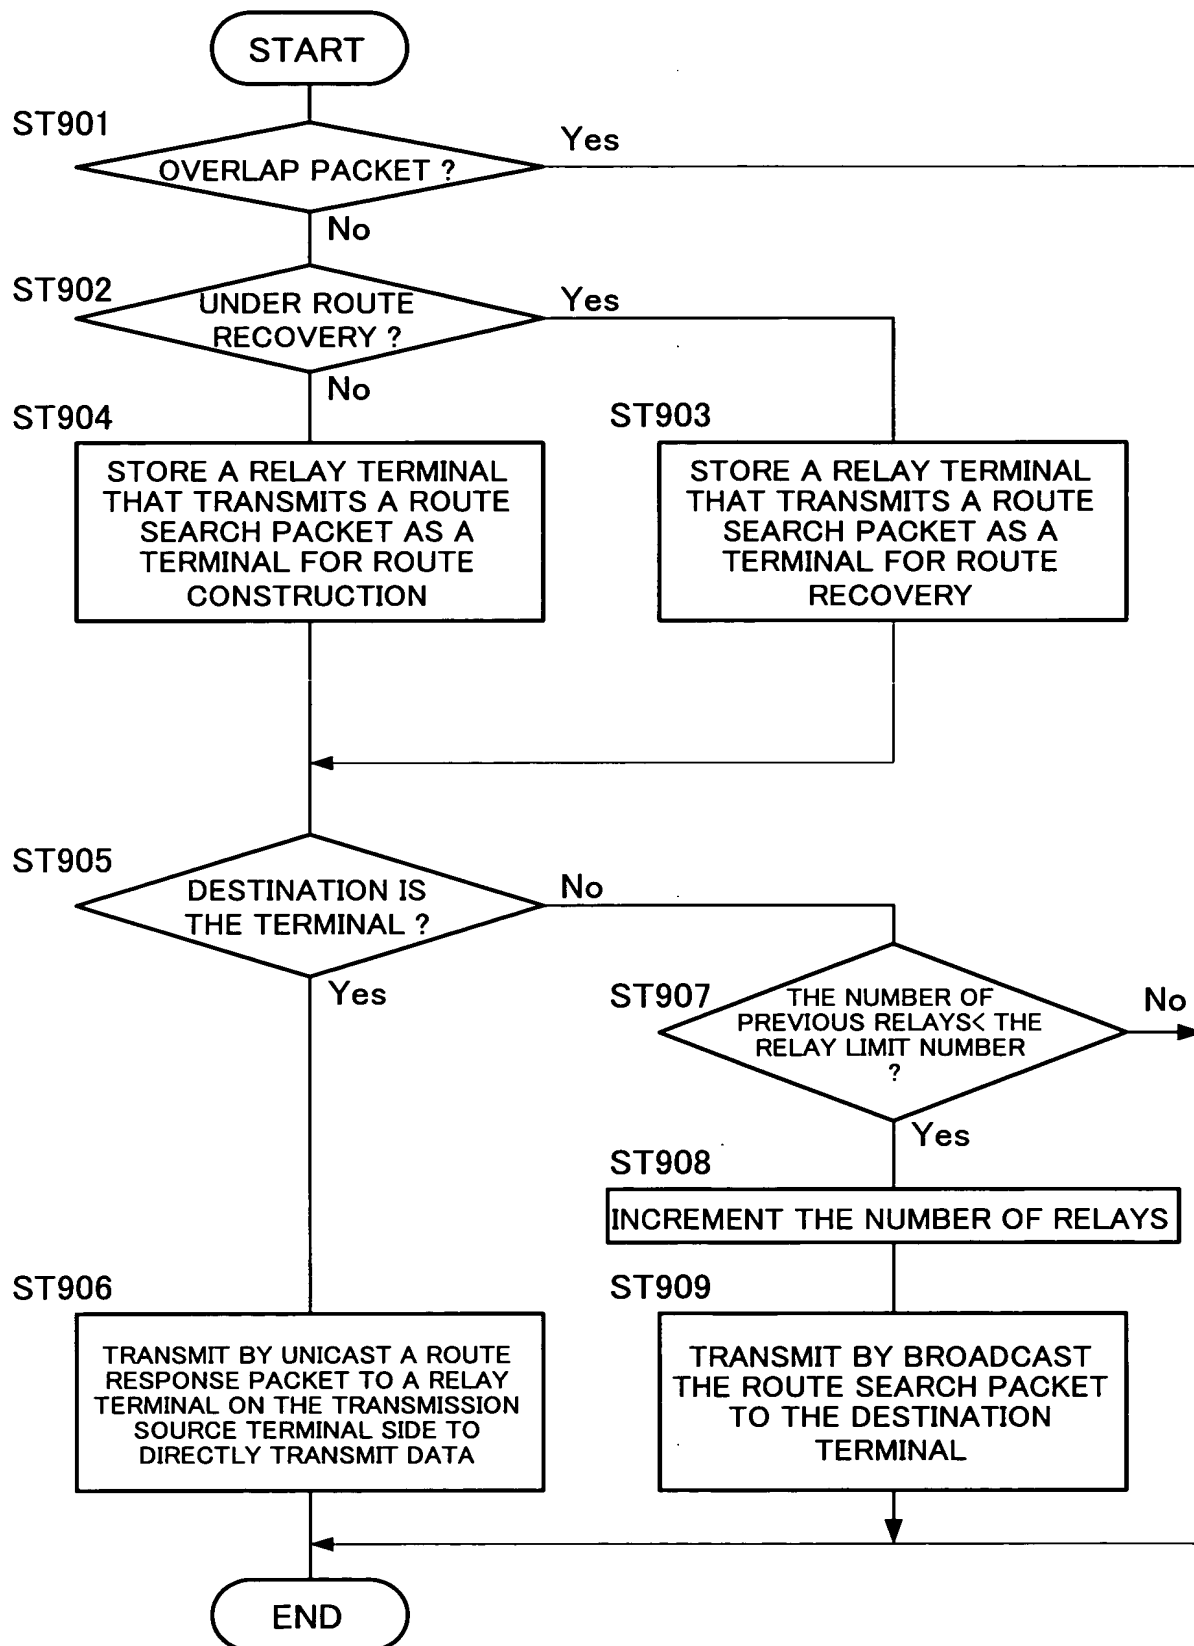 START
ST901
OVERLAP PACKET ?
Yes
No
ST902
UNDER ROUTE
RECOVERY ?
Yes
No
ST904
STORE A RELAY TERMINAL
THAT TRANSMITS A ROUTE
SEARCH PACKET AS A
TERMINAL FOR ROUTE
CONSTRUCTION
ST903
STORE A RELAY TERMINAL
THAT TRANSMITS A ROUTE
SEARCH PACKET AS A
TERMINAL FOR ROUTE
RECOVERY
ST905
DESTINATION IS
THE TERMINAL ?
No
Yes
ST907
THE NUMBER OF
PREVIOUS RELAYS< THE
RELAY LIMIT NUMBER
?
No
Yes
ST908
INCREMENT THE NUMBER OF RELAYS
ST906
TRANSMIT BY UNICAST A ROUTE
RESPONSE PACKET TO A RELAY
TERMINAL ON THE TRANSMISSION
SOURCE TERMINAL SIDE TO
DIRECTLY TRANSMIT DATA
ST909
TRANSMIT BY BROADCAST
THE ROUTE SEARCH PACKET
TO THE DESTINATION
TERMINAL
END